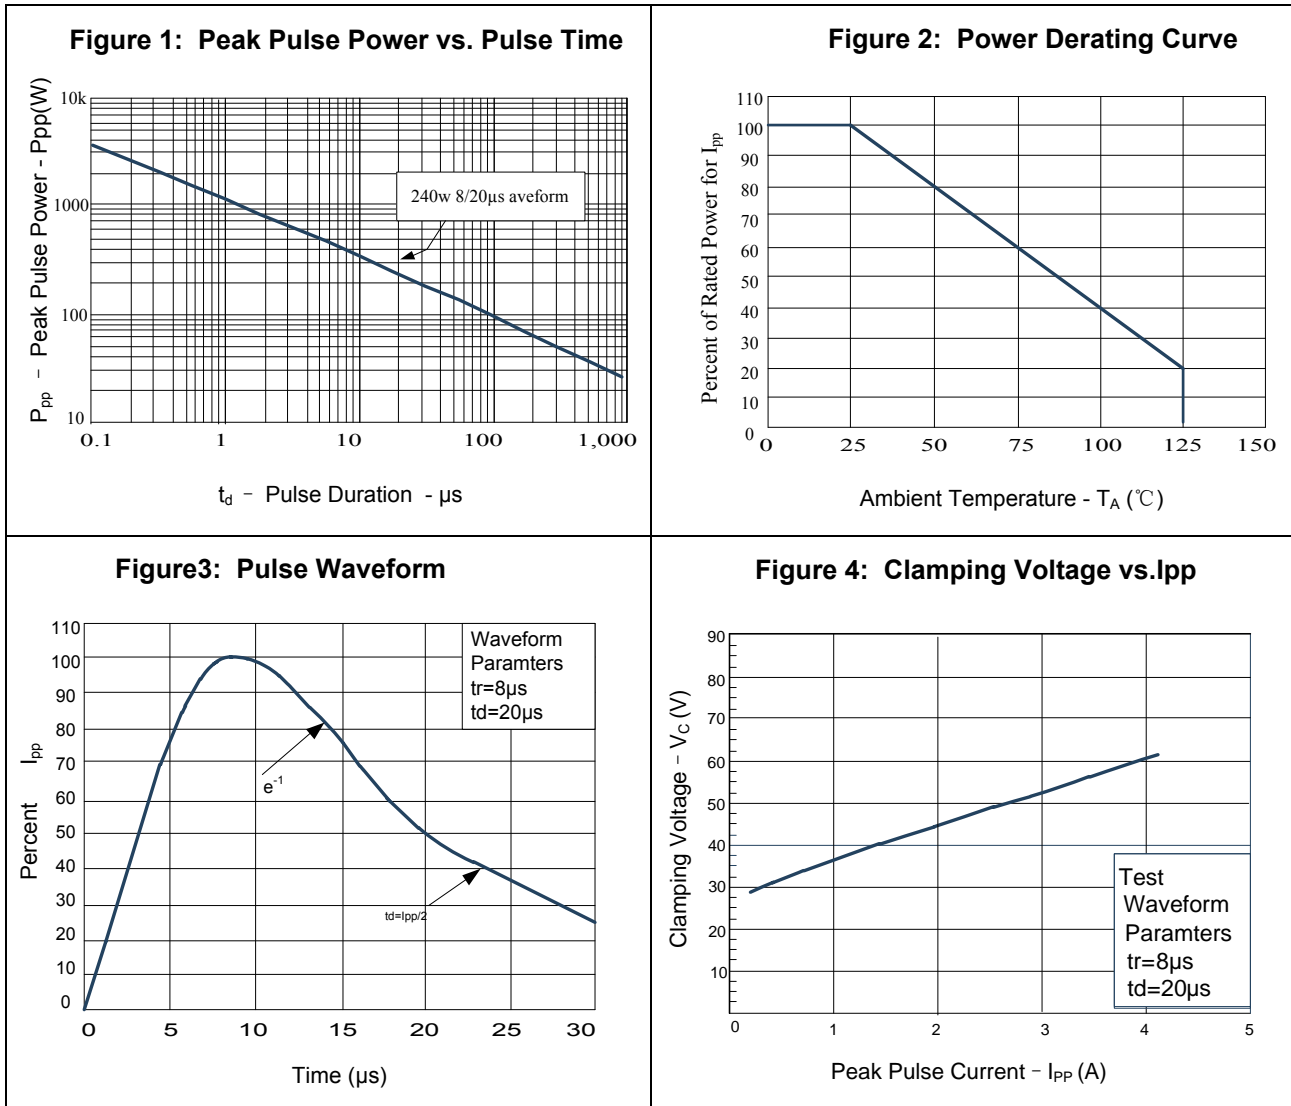 Figure 1: Peak Pulse Power vs. Pulse Time
Ppp – Peak Pulse Power - Ppp(W)
10k
1000
100
10
240w 8/20µs aveform
0.1 1 10 100 1,000
td – Pulse Duration - µs
Figure 2: Power Derating Curve
Percent of Rated Power for Ipp
110
100
90
80
70
60
50
40
30
20
10
0
0 25 50 75 100 125 150
Ambient Temperature - TA (℃)
Figure3: Pulse Waveform
Percent Ipp
110
100
90
80
70
60
50
40
30
20
10
0
Waveform
Paramters
tr=8µs
td=20µs
e-1
td=Ipp/2
0 5 10 15 20 25 30
Time (µs)
Figure 4: Clamping Voltage vs.Ipp
Clamping Voltage – VC (V)
90
80
70
60
50
40
30
20
10
Test
Waveform
Paramters
tr=8µs
td=20µs
0 1 2 3 4 5
Peak Pulse Current – IPP (A)